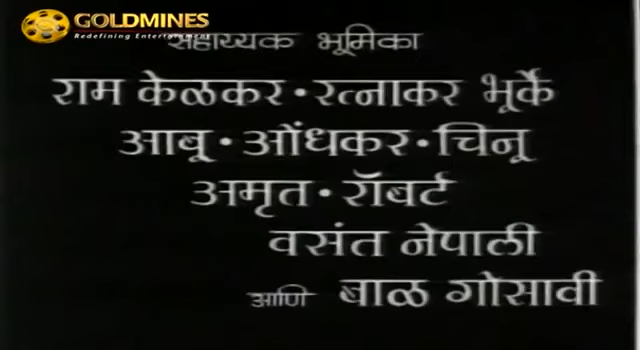 GOLDMINES
Redefining Entertainment
सहाय्यक भूमिका
राम केळकर • रत्नाकर भूर्के
आबू • ओंधकर • चिनू
अमृत • रॉबर्ट
वसंत नेपाली
आणि बाळ गोसावी